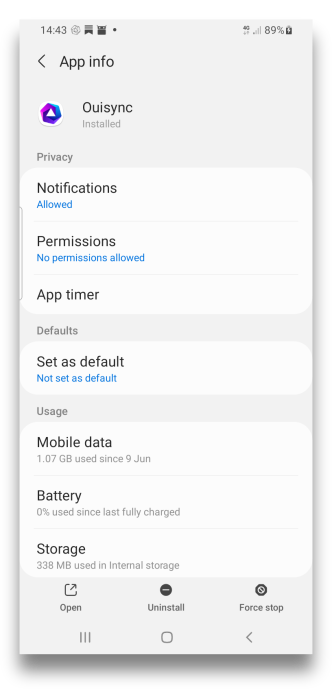 14:43
4G 89%
App info
Ouisync
Installed
Privacy
Notifications
Allowed
Permissions
No permissions allowed
App timer
Defaults
Set as default
Not set as default
Usage
Mobile data
1.07 GB used since 9 Jun
Battery
0% used since last fully charged
Storage
338 MB used in Internal storage
Open
Uninstall
Force stop